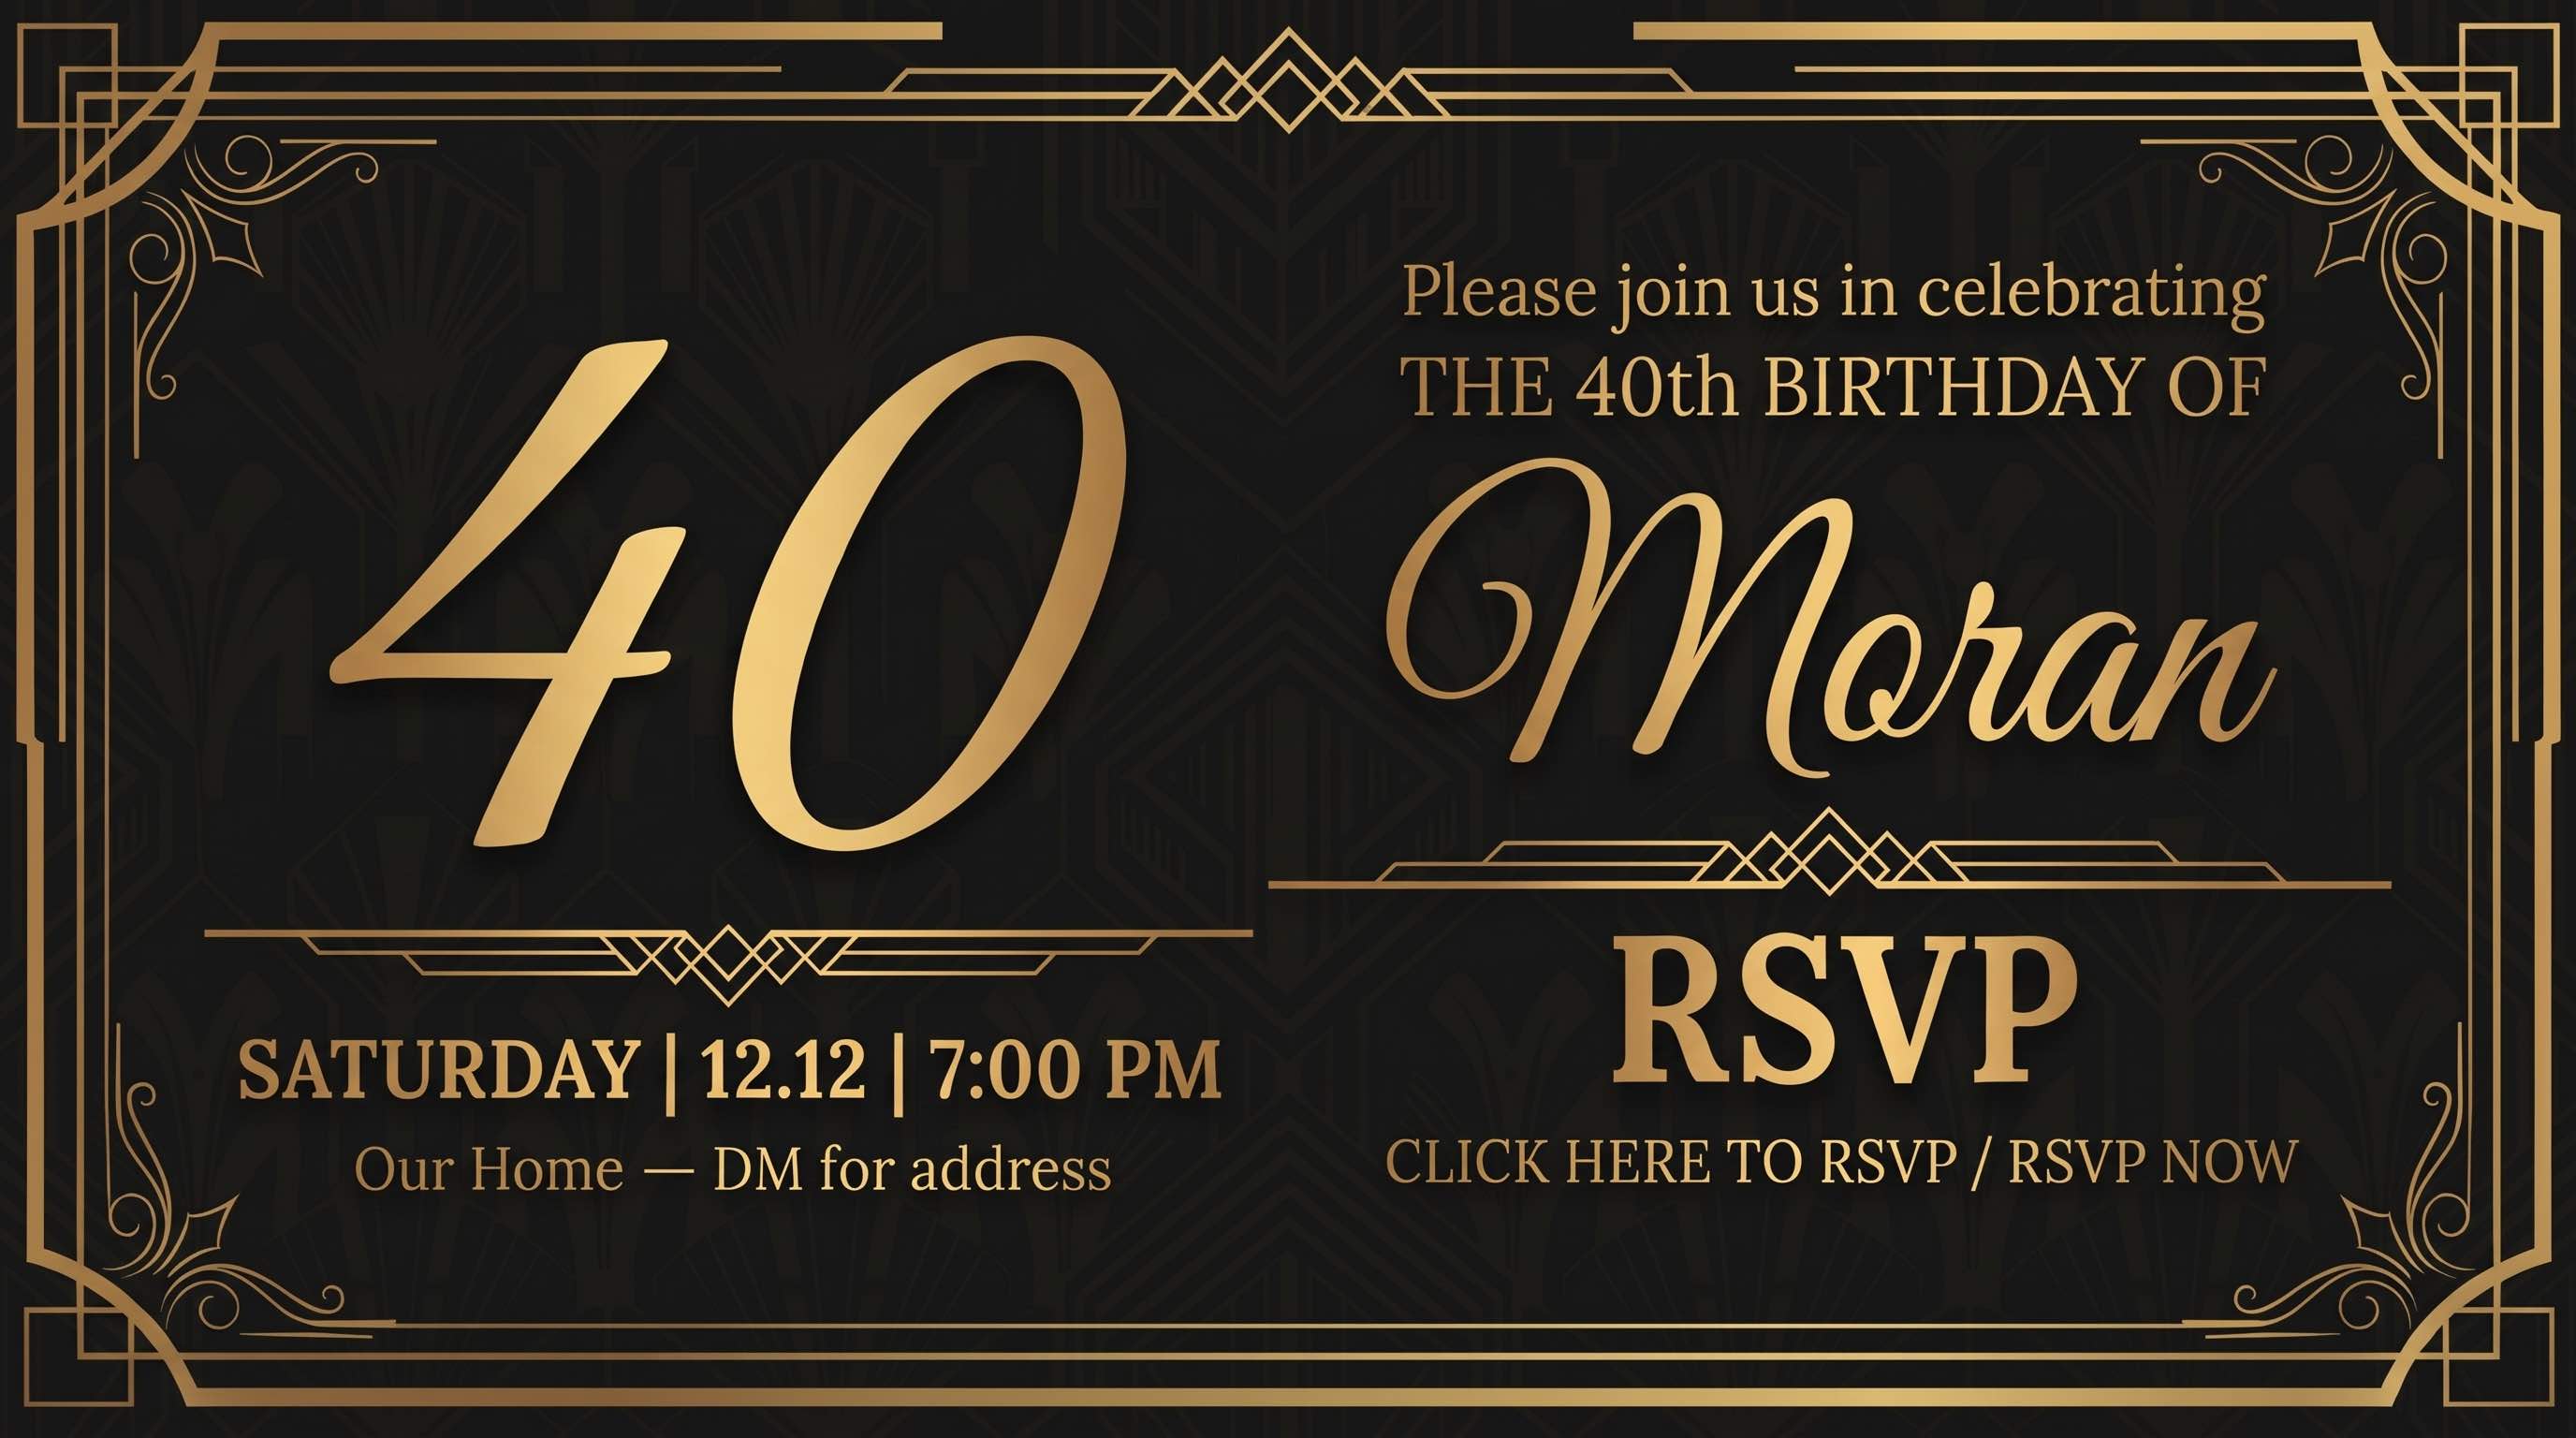 40
SATURDAY | 12.12 | 7:00 PM
Our Home — DM for address
Please join us in celebrating
THE 40th BIRTHDAY OF
Moran
RSVP
CLICK HERE TO RSVP / RSVP NOW